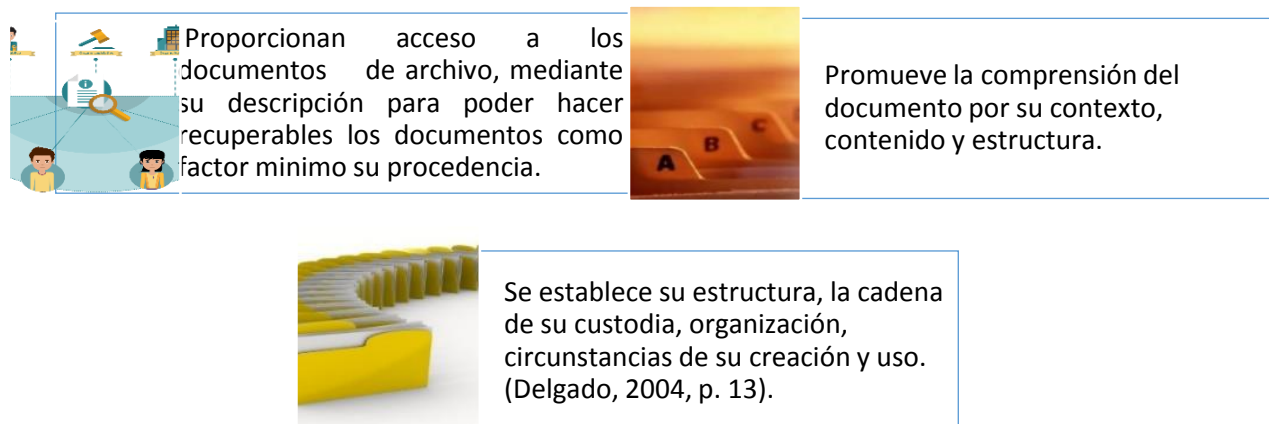 Proporcionan acceso a los
documentos de archivo, mediante
su descripción para poder hacer
recuperables los documentos como
factor minimo su procedencia.
A
B
C
Promueve la comprensión del
documento por su contexto,
contenido y estructura.
Se establece su estructura, la cadena
de su custodia, organización,
circunstancias de su creación y uso.
(Delgado, 2004, p. 13).